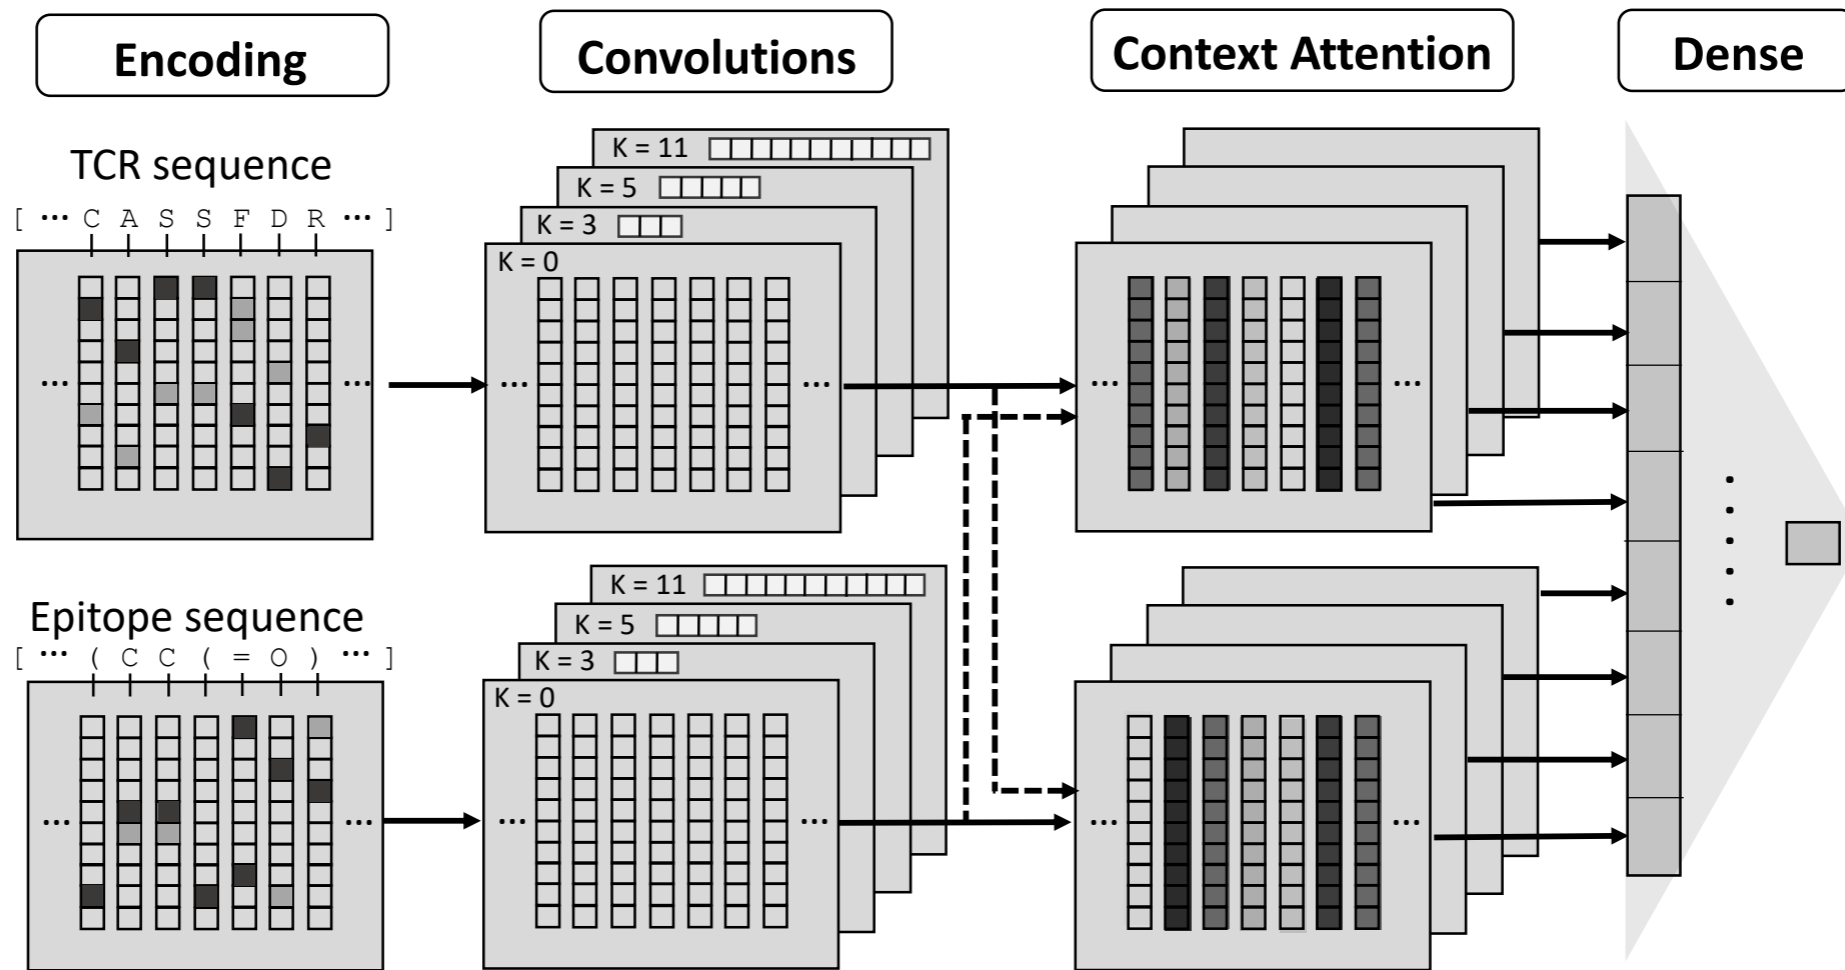 Encoding
Convolutions
Context Attention
Dense
TCR sequence
[ ··· C A S S F D R ··· ]
K = 11
K = 5
K = 3
K = 0
···
···
···
···
···
···
Epitope sequence
[ ··· ( C C ( = O ) ··· ]
K = 11
K = 5
K = 3
K = 0
···
···
···
···
···
···